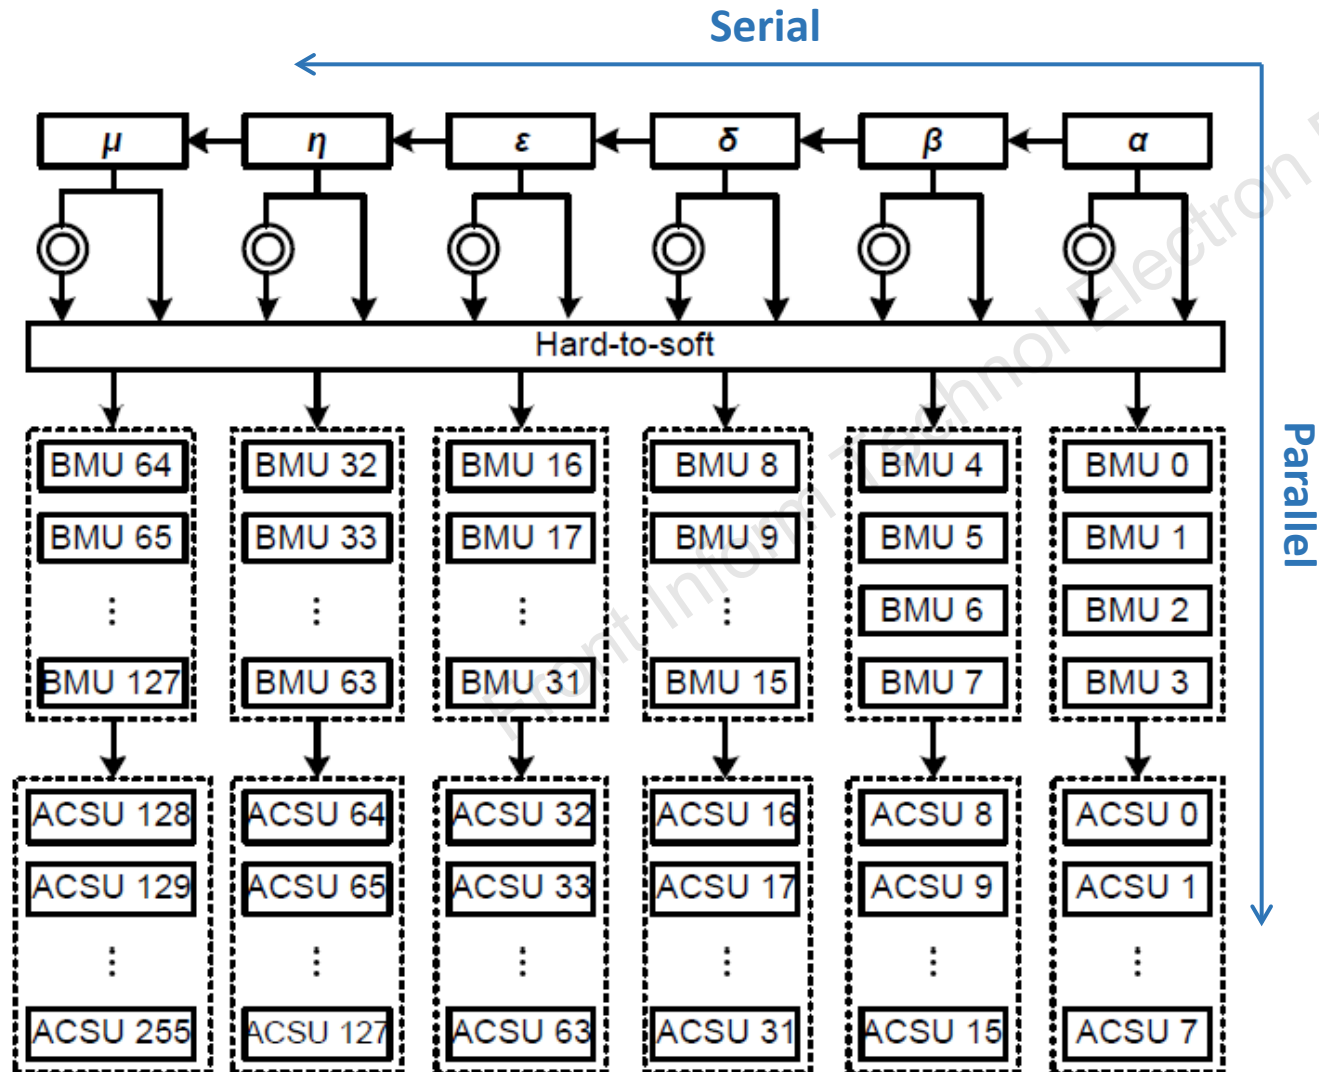 Serial
μ η ε δ β α
Hard-to-soft
Parallel
BMU 64 BMU 32 BMU 16 BMU 8 BMU 4 BMU 0
BMU 65 BMU 33 BMU 17 BMU 9 BMU 5 BMU 1
⋮ ⋮ ⋮ ⋮ BMU 6 BMU 2
BMU 127 BMU 63 BMU 31 BMU 15 BMU 7 BMU 3
ACSU 128 ACSU 64 ACSU 32 ACSU 16 ACSU 8 ACSU 0
ACSU 129 ACSU 65 ACSU 33 ACSU 17 ACSU 9 ACSU 1
⋮ ⋮ ⋮ ⋮ ⋮ ⋮
ACSU 255 ACSU 127 ACSU 63 ACSU 31 ACSU 15 ACSU 7
Front Inform Technol Electron